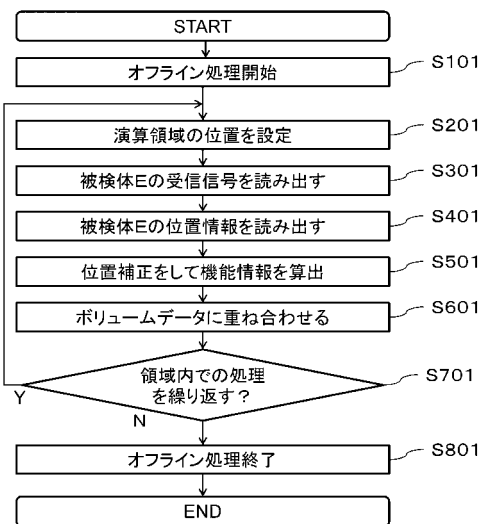 START
オフライン処理開始
S101
演算領域の位置を設定
S201
被検体Eの受信信号を読み出す
S301
被検体Eの位置情報を読み出す
S401
位置補正をして機能情報を算出
S501
ボリュームデータに重ね合わせる
S601
領域内での処理
を繰り返す?
S701
Y
N
オフライン処理終了
S801
END